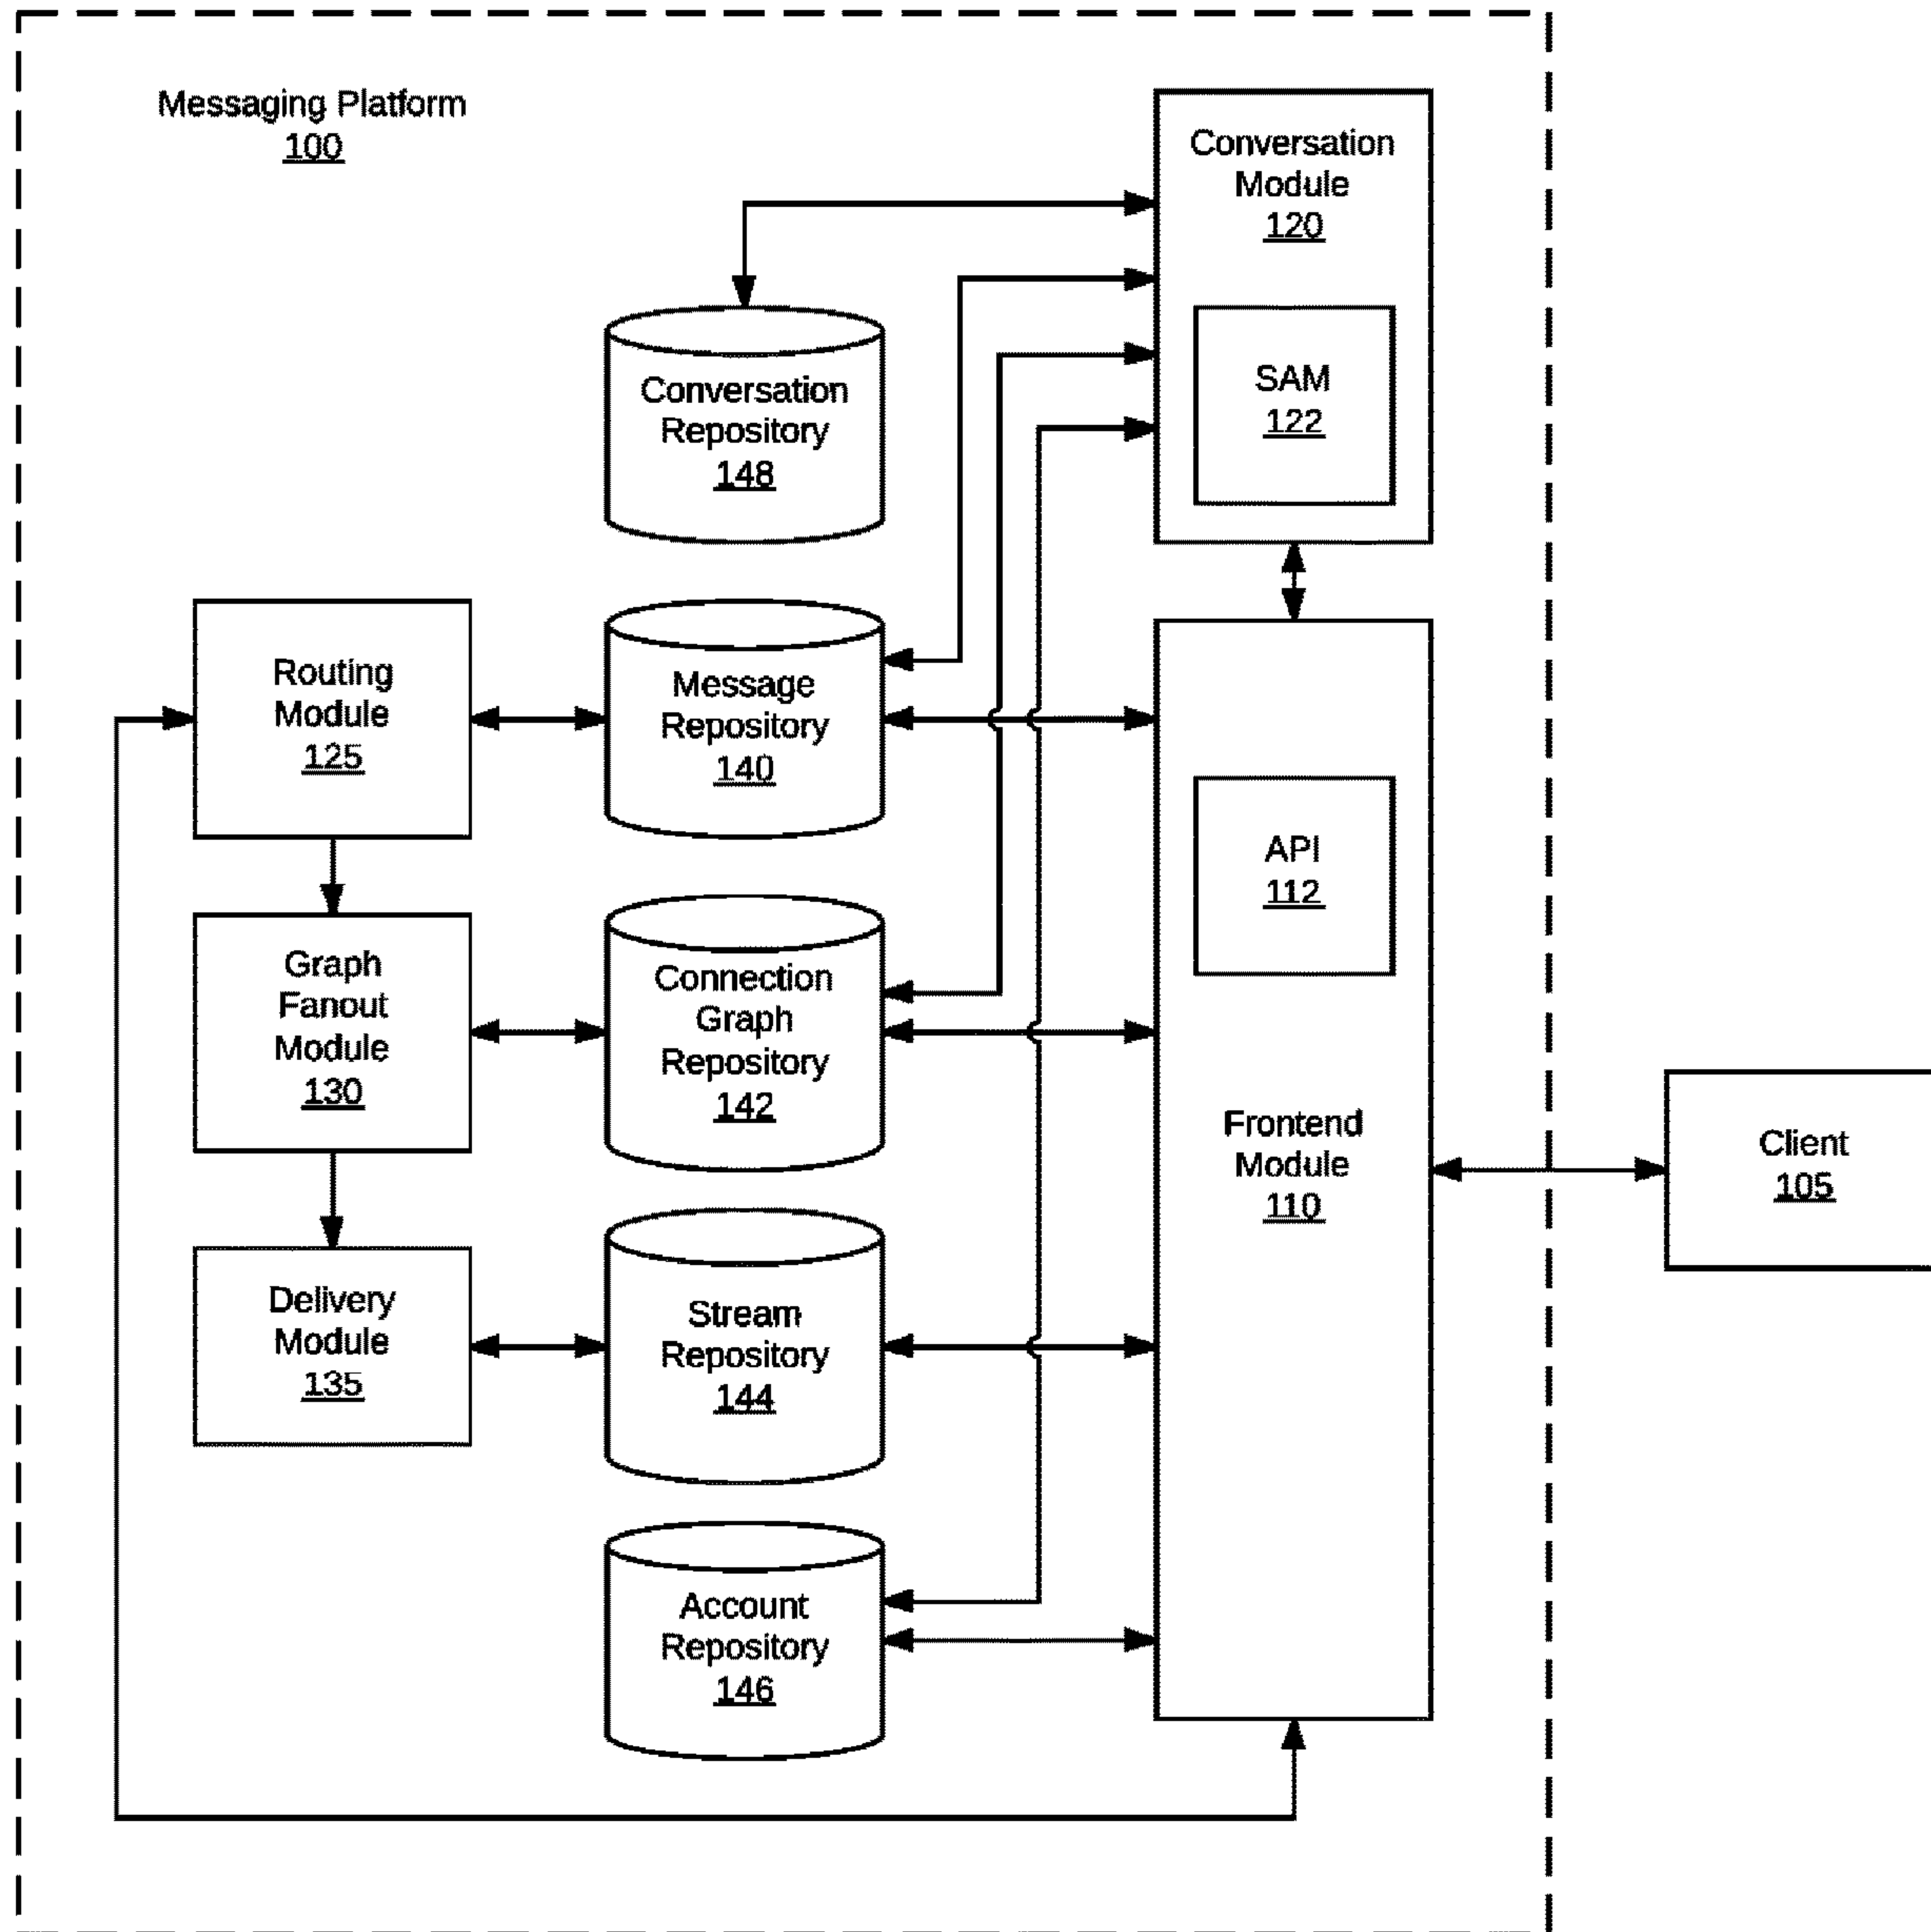 Messaging Platform
100
Conversation
Module
120
SAM
122
Conversation
Repository
148
Routing
Module
125
Message
Repository
140
API
112
Graph
Fanout
Module
130
Connection
Graph
Repository
142
Frontend
Module
110
Client
105
Delivery
Module
135
Stream
Repository
144
Account
Repository
146